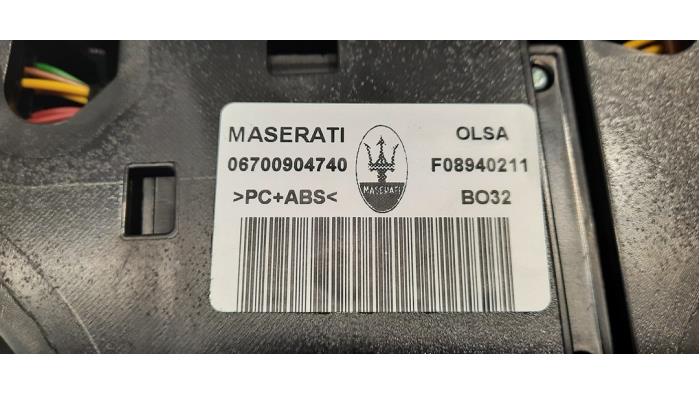 MASERATI OLSA
06700904740 F08940211
MASERATI
>PC+ABS< BO32